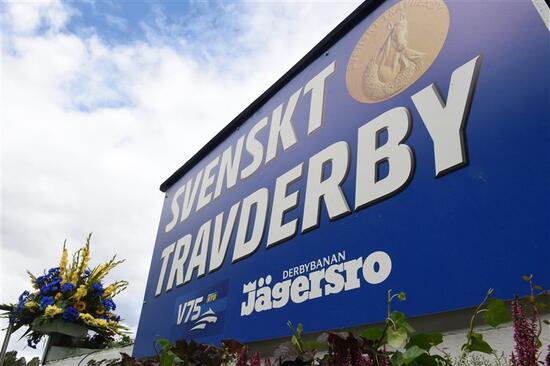 SVENSKT
TRAVDERBY
DERBYBANAN
Jägersro
V75